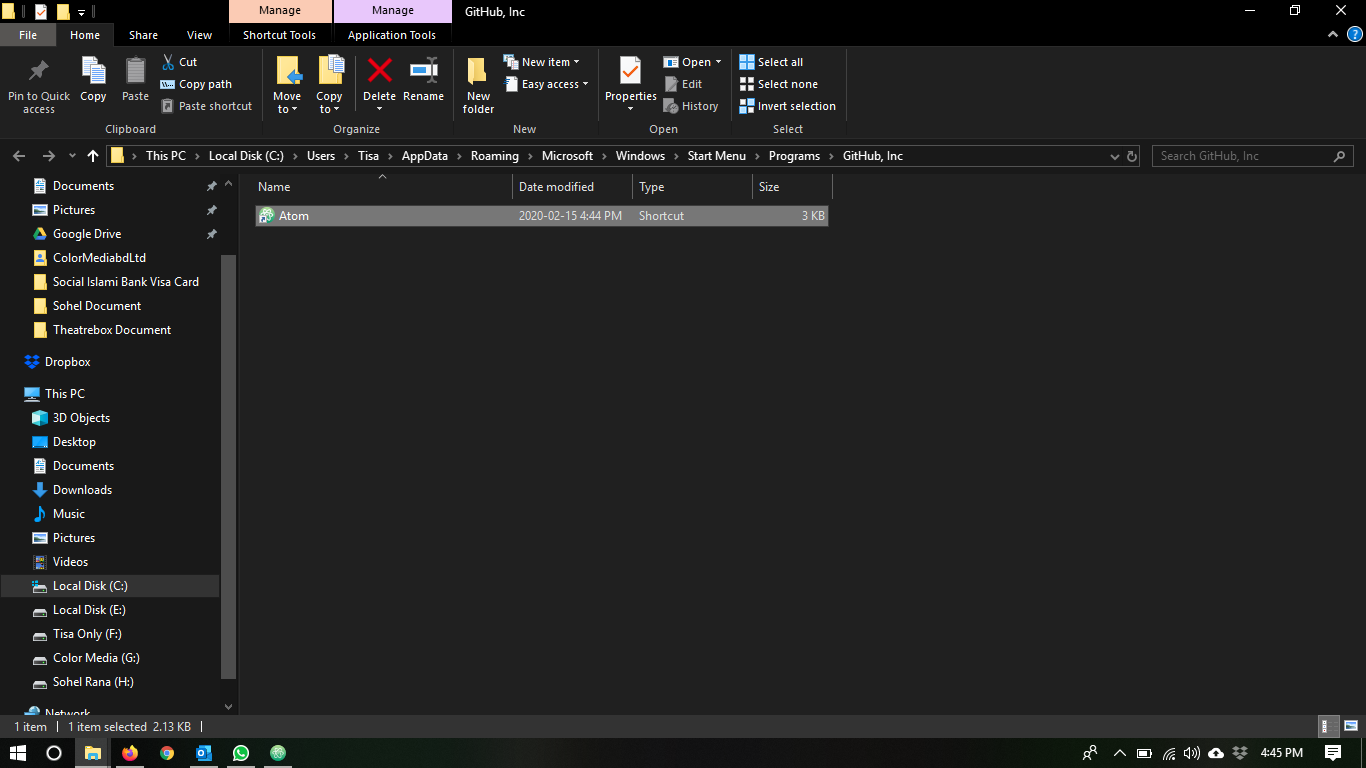 Manage
Manage
GitHub, Inc
File
Home
Share
View
Shortcut Tools
Application Tools
Pin to Quick access
Copy
Paste
Cut
Copy path
Paste shortcut
Clipboard
Move to
Copy to
Delete
Rename
Organize
New folder
New item
Easy access
New
Properties
Open
Edit
History
Open
Select all
Select none
Invert selection
Select
This PC > Local Disk (C:) > Users > Tisa > AppData > Roaming > Microsoft > Windows > Start Menu > Programs > GitHub, Inc
Search GitHub, Inc
Name
Date modified
Type
Size
Atom
2020-02-15 4:44 PM
Shortcut
3 KB
Documents
Pictures
Google Drive
ColorMediabdLtd
Social Islami Bank Visa Card
Sohel Document
Theatrebox Document
Dropbox
This PC
3D Objects
Desktop
Documents
Downloads
Music
Pictures
Videos
Local Disk (C:)
Local Disk (E:)
Tisa Only (F:)
Color Media (G:)
Sohel Rana (H:)
Network
1 item
1 item selected 2.13 KB
4:45 PM